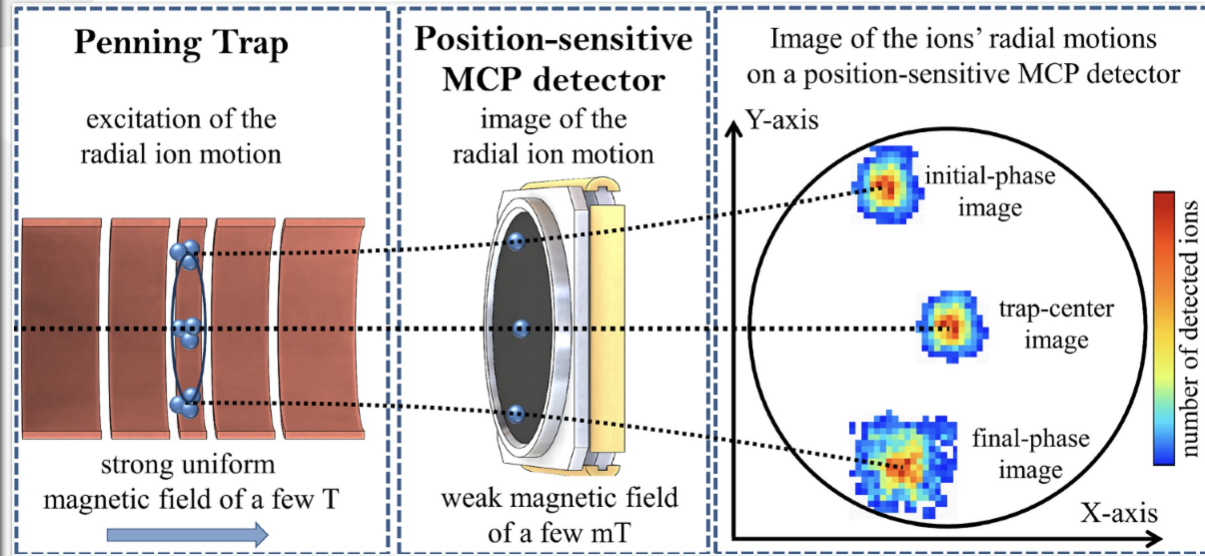 Penning Trap
excitation of the
radial ion motion
strong uniform
magnetic field of a few T
Position-sensitive
MCP detector
image of the
radial ion motion
weak magnetic field
of a few mT
Image of the ions' radial motions
on a position-sensitive MCP detector
Y-axis
initial-phase
image
trap-center
image
final-phase
image
X-axis
number of detected ions